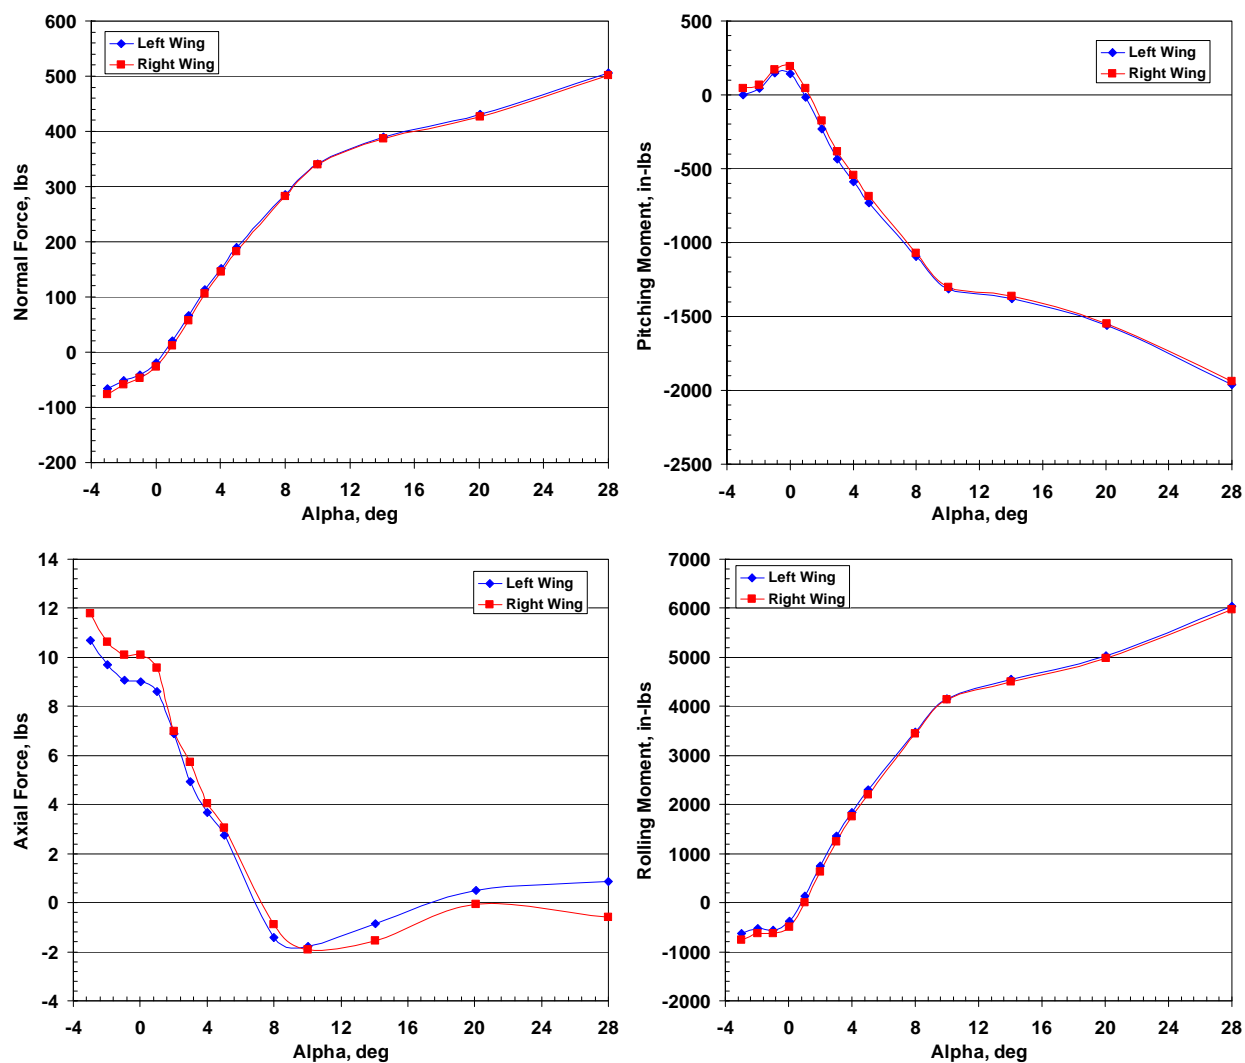 600
500
400
300
200
100
0
-100
-200
Normal Force, lbs
Left Wing
Right Wing
-4 0 4 8 12 16 20 24 28
Alpha, deg
500
0
-500
-1000
-1500
-2000
-2500
Pitching Moment, in-lbs
Left Wing
Right Wing
-4 0 4 8 12 16 20 24 28
Alpha, deg
14
12
10
8
6
4
2
0
-2
-4
Axial Force, lbs
Left Wing
Right Wing
-4 0 4 8 12 16 20 24 28
Alpha, deg
7000
6000
5000
4000
3000
2000
1000
0
-1000
-2000
Rolling Moment, in-lbs
Left Wing
Right Wing
-4 0 4 8 12 16 20 24 28
Alpha, deg